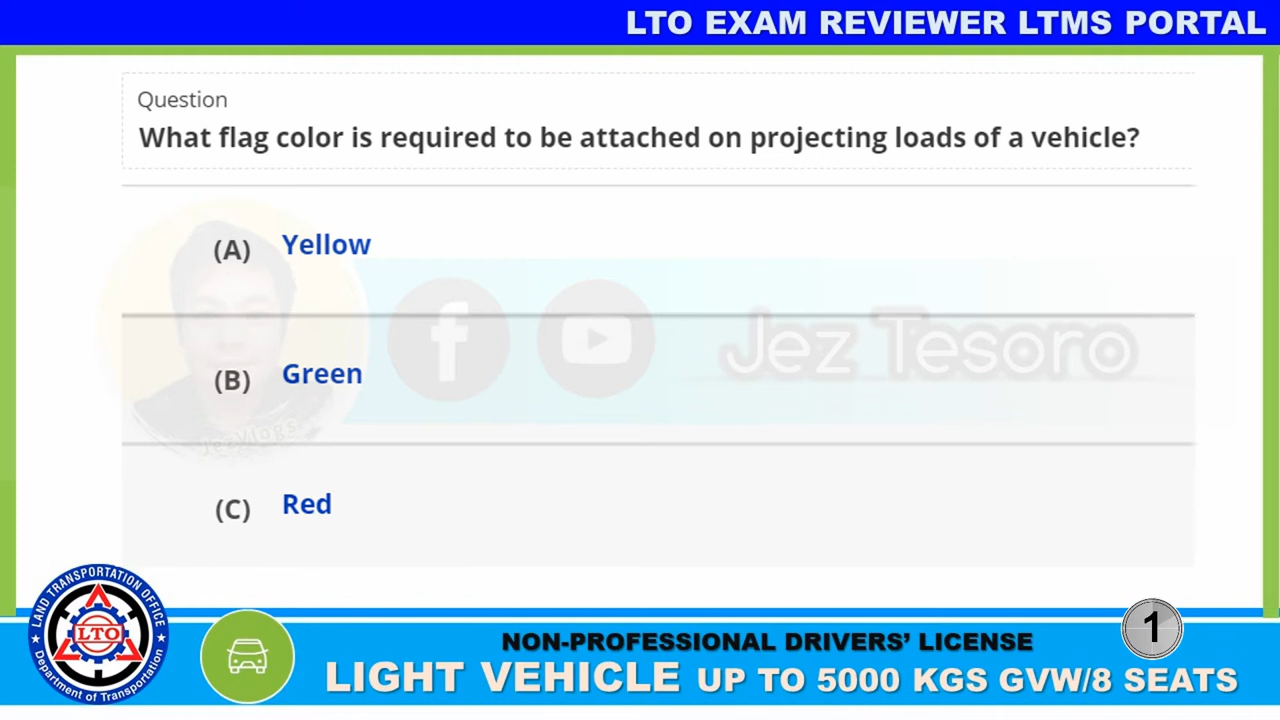 LTO EXAM REVIEWER LTMS PORTAL
Question
What flag color is required to be attached on projecting loads of a vehicle?
(A) Yellow
(B) Green
(C) Red
Jez Tesoro
JezVlogs
LAND TRANSPORTATION OFFICE
LTO
Department of Transportation
NON-PROFESSIONAL DRIVERS’ LICENSE
1
LIGHT VEHICLE UP TO 5000 KGS GVW/8 SEATS